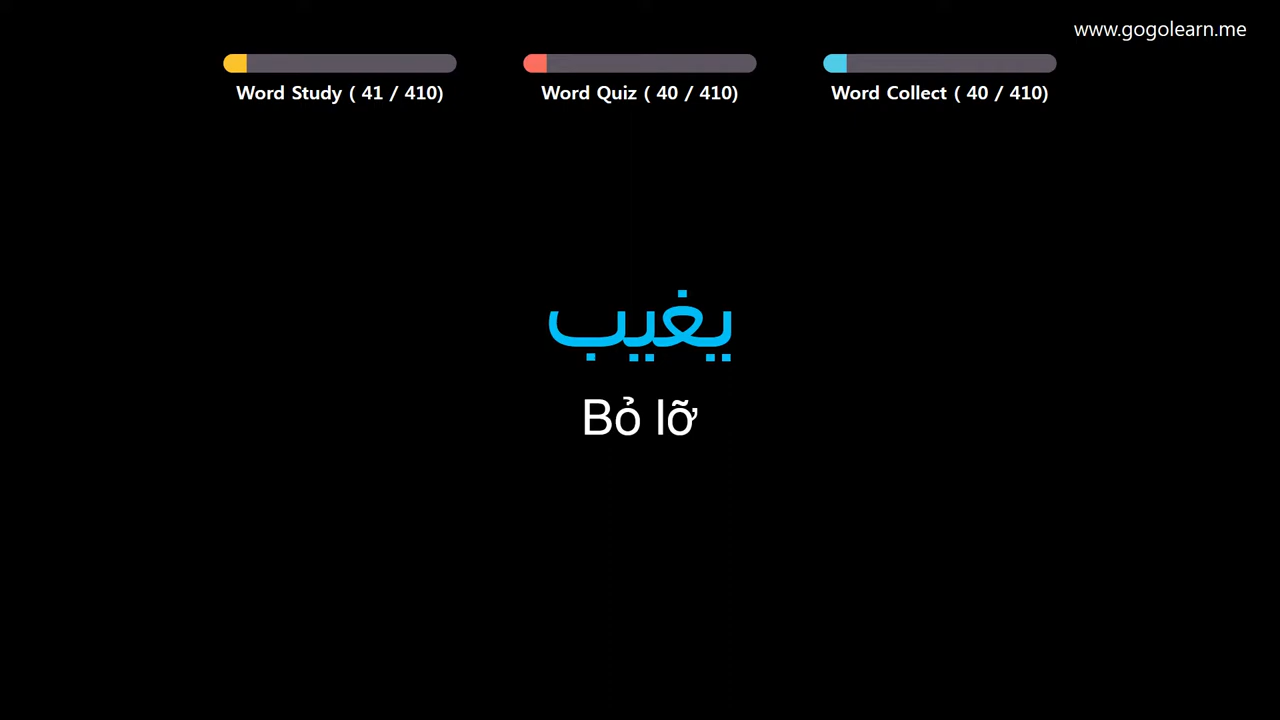 www.gogolearn.me
Word Study ( 41 / 410)
Word Quiz ( 40 / 410)
Word Collect ( 40 / 410)
يغيب
Bỏ lỡ